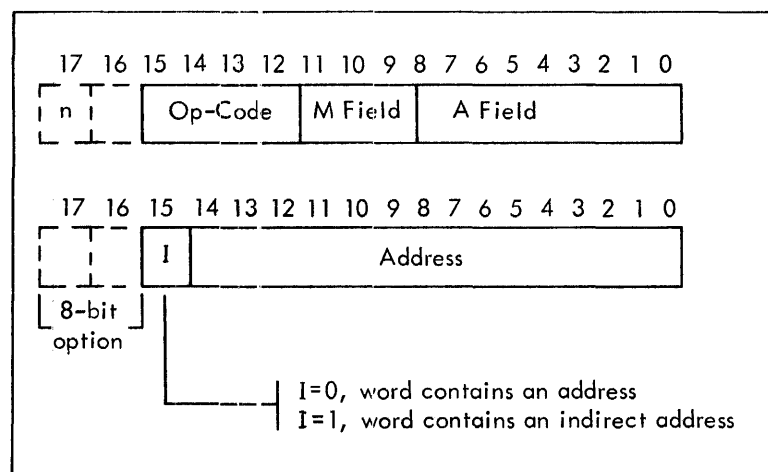 17 16 15 14 13 12 11 10 9 8 7 6 5 4 3 2 1 0
n Op-Code M Field A Field
17 16 15 14 13 12 11 10 9 8 7 6 5 4 3 2 1 0
I Address
8-bit
option
I=0, word contains an address
I=1, word contains an indirect address